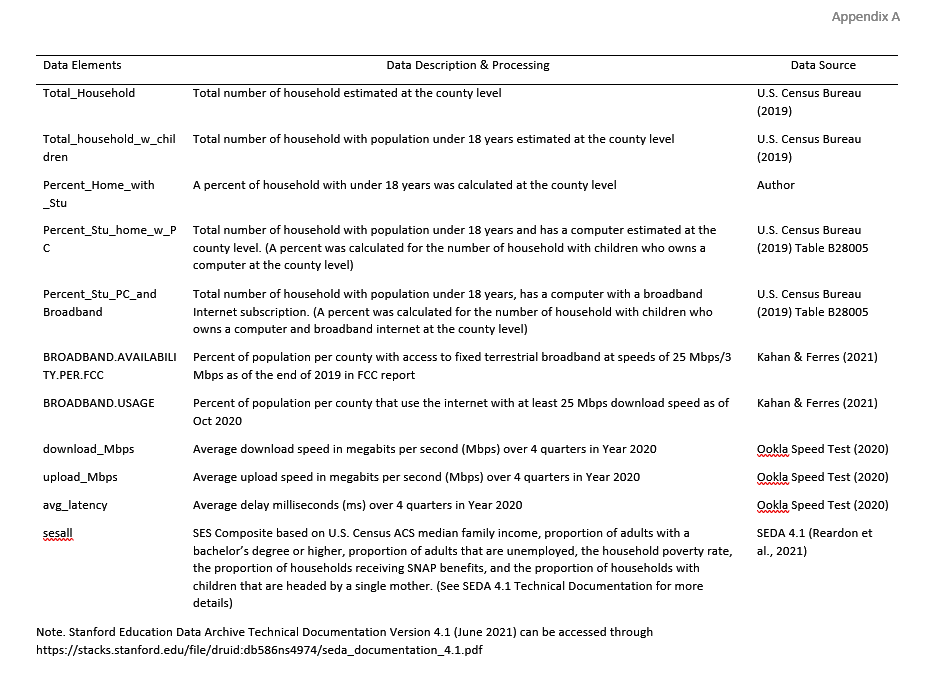 Appendix A
Data Elements Data Description & Processing Data Source
Total_Household Total number of household estimated at the county level U.S. Census Bureau
(2019)
Total_household_w_chil Total number of household with population under 18 years estimated at the county level U.S. Census Bureau
dren (2019)
Percent_Home_with A percent of household with under 18 years was calculated at the county level Author
_Stu
Percent_Stu_home_w_P Total number of household with population under 18 years and has a computer estimated at the U.S. Census Bureau
C county level. (A percent was calculated for the number of household with children who owns a (2019) Table B28005
computer at the county level)
Percent_Stu_PC_and Total number of household with population under 18 years, has a computer with a broadband U.S. Census Bureau
Broadband Internet subscription. (A percent was calculated for the number of household with children who (2019) Table B28005
owns a computer and broadband internet at the county level)
BROADBAND.AVAILABILI Percent of population per county with access to fixed terrestrial broadband at speeds of 25 Mbps/3 Kahan & Ferres (2021)
TY.PER.FCC Mbps as of the end of 2019 in FCC report
BROADBAND.USAGE Percent of population per county that use the internet with at least 25 Mbps download speed as of Kahan & Ferres (2021)
Oct 2020
download_Mbps Average download speed in megabits per second (Mbps) over 4 quarters in Year 2020 Ookla Speed Test (2020)
upload_Mbps Average upload speed in megabits per second (Mbps) over 4 quarters in Year 2020 Ookla Speed Test (2020)
avg_latency Average delay milliseconds (ms) over 4 quarters in Year 2020 Ookla Speed Test (2020)
sesall SES Composite based on U.S. Census ACS median family income, proportion of adults with a SEDA 4.1 (Reardon et
bachelor's degree or higher, proportion of adults that are unemployed, the household poverty rate, al., 2021)
the proportion of households receiving SNAP benefits, and the proportion of households with
children that are headed by a single mother. (See SEDA 4.1 Technical Documentation for more
details)
Note. Stanford Education Data Archive Technical Documentation Version 4.1 (June 2021) can be accessed through
https://stacks.stanford.edu/file/druid:db586ns4974/seda_documentation_4.1.pdf